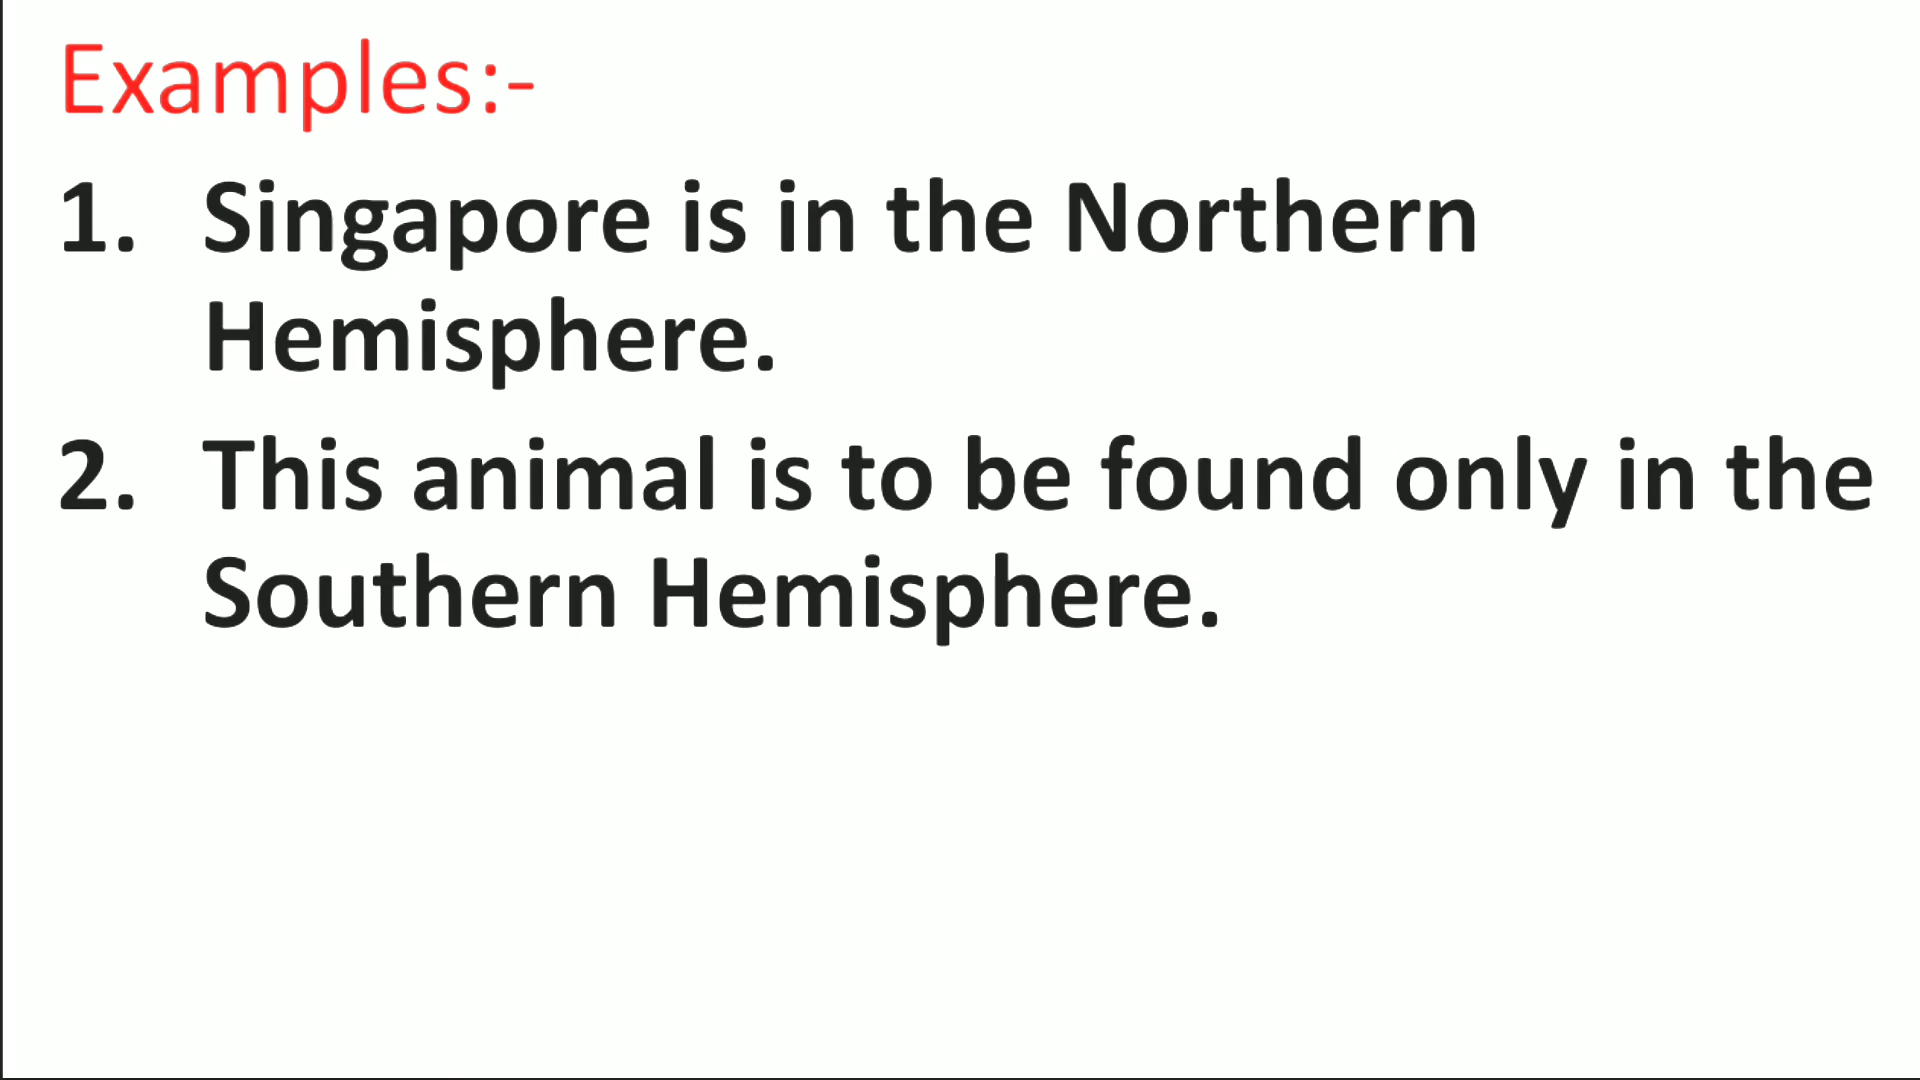 Examples:-
1. Singapore is in the Northern
Hemisphere.
2. This animal is to be found only in the
Southern Hemisphere.